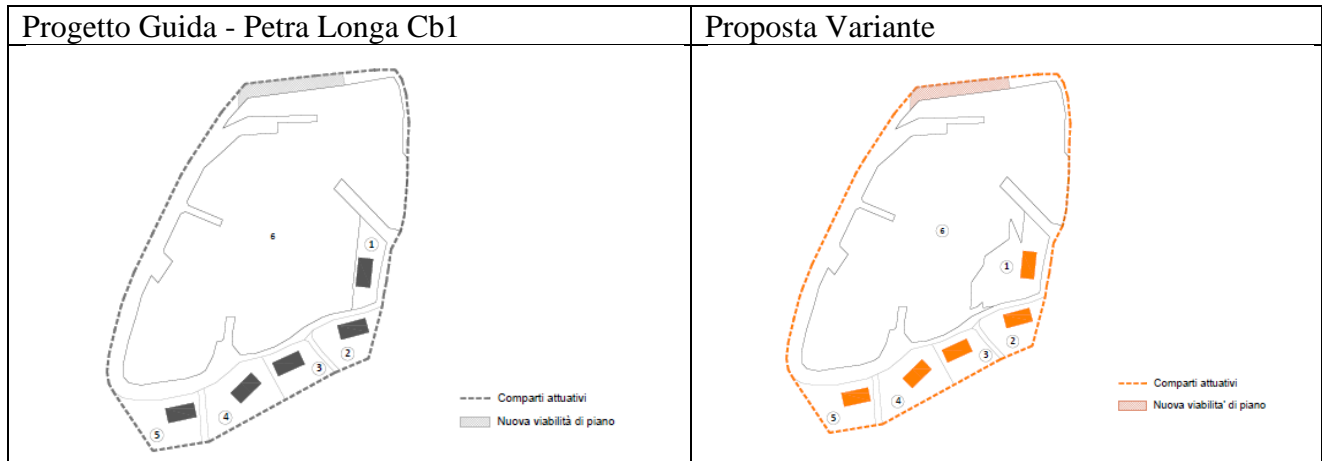 Progetto Guida - Petra Longa Cb1
6
1
2
3
4
5
Comparti attuativi
Nuova viabilità di piano
Proposta Variante
6
1
2
3
4
5
Comparti attuativi
Nuova viabilita' di piano